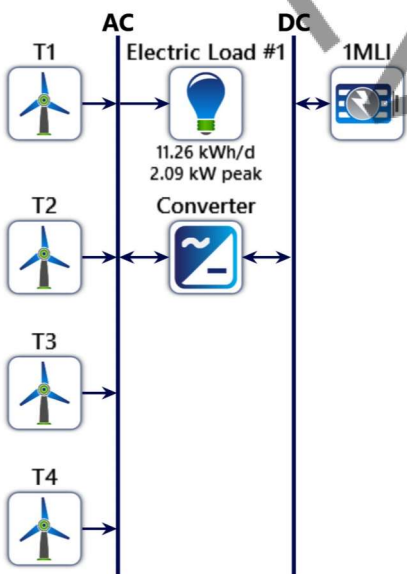 AC
DC
T1
Electric Load #1
1MLI
11.26 kWh/d
2.09 kW peak
T2
Converter
T3
T4